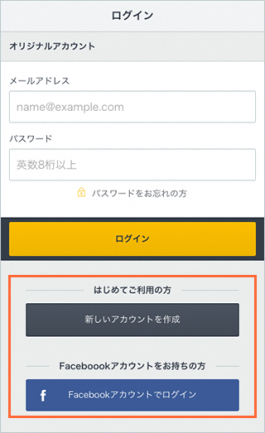 ログイン
オリジナルアカウント
メールアドレス
name@example.com
パスワード
英数8桁以上
パスワードをお忘れの方
ログイン
はじめてご利用の方
新しいアカウントを作成
Faceboookアカウントをお持ちの方
f Facebookアカウントでログイン